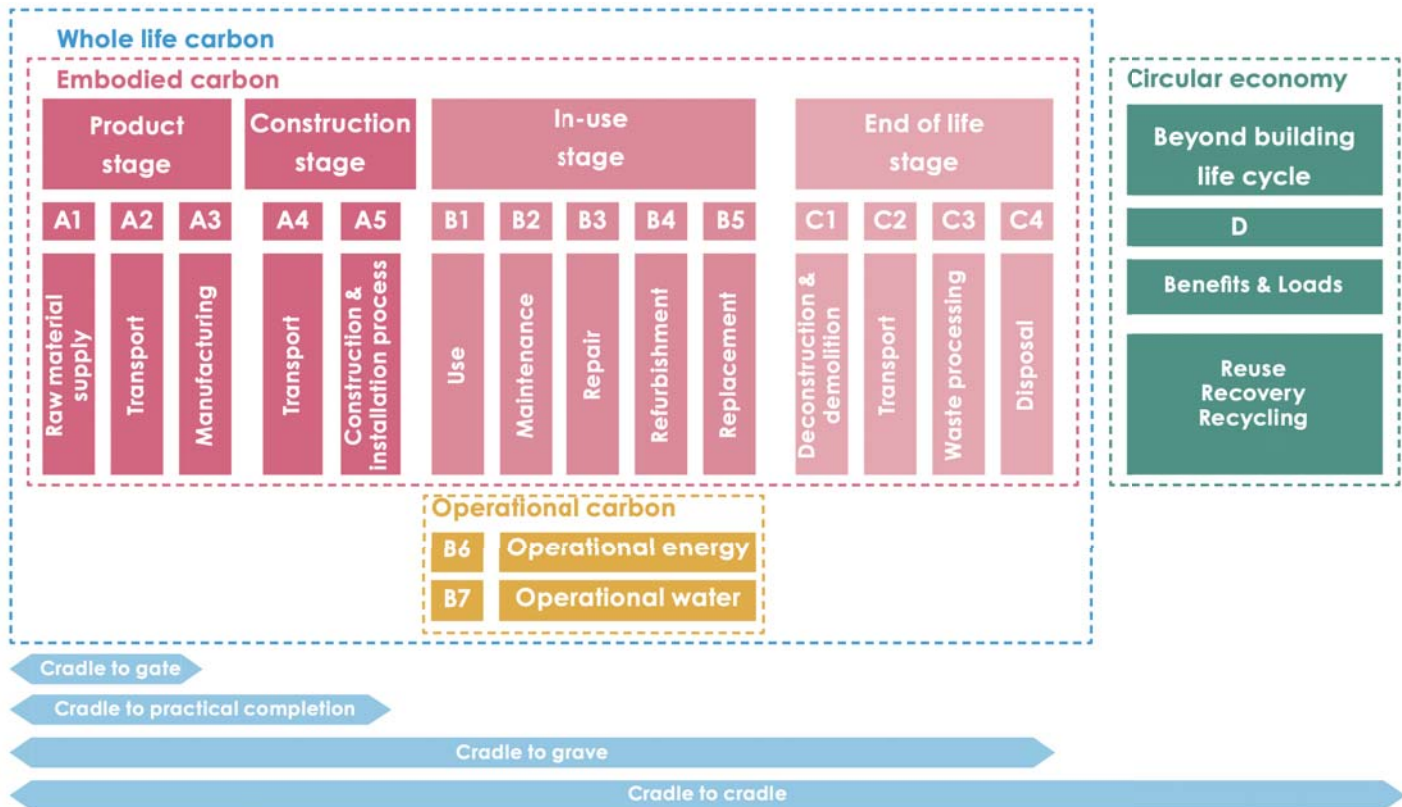 Whole life carbon
Embodied carbon
Circular economy
Product
stage
Construction
stage
In-use
stage
End of life
stage
Beyond building
life cycle
A1
A2
A3
A4
A5
B1
B2
B3
B4
B5
C1
C2
C3
C4
D
Raw material
supply
Transport
Manufacturing
Transport
Construction &
installation process
Use
Maintenance
Repair
Refurbishment
Replacement
Deconstruction &
demolition
Transport
Waste processing
Disposal
Benefits & Loads
Reuse
Recovery
Recycling
Operational carbon
B6 Operational energy
B7 Operational water
Cradle to gate
Cradle to practical completion
Cradle to grave
Cradle to cradle